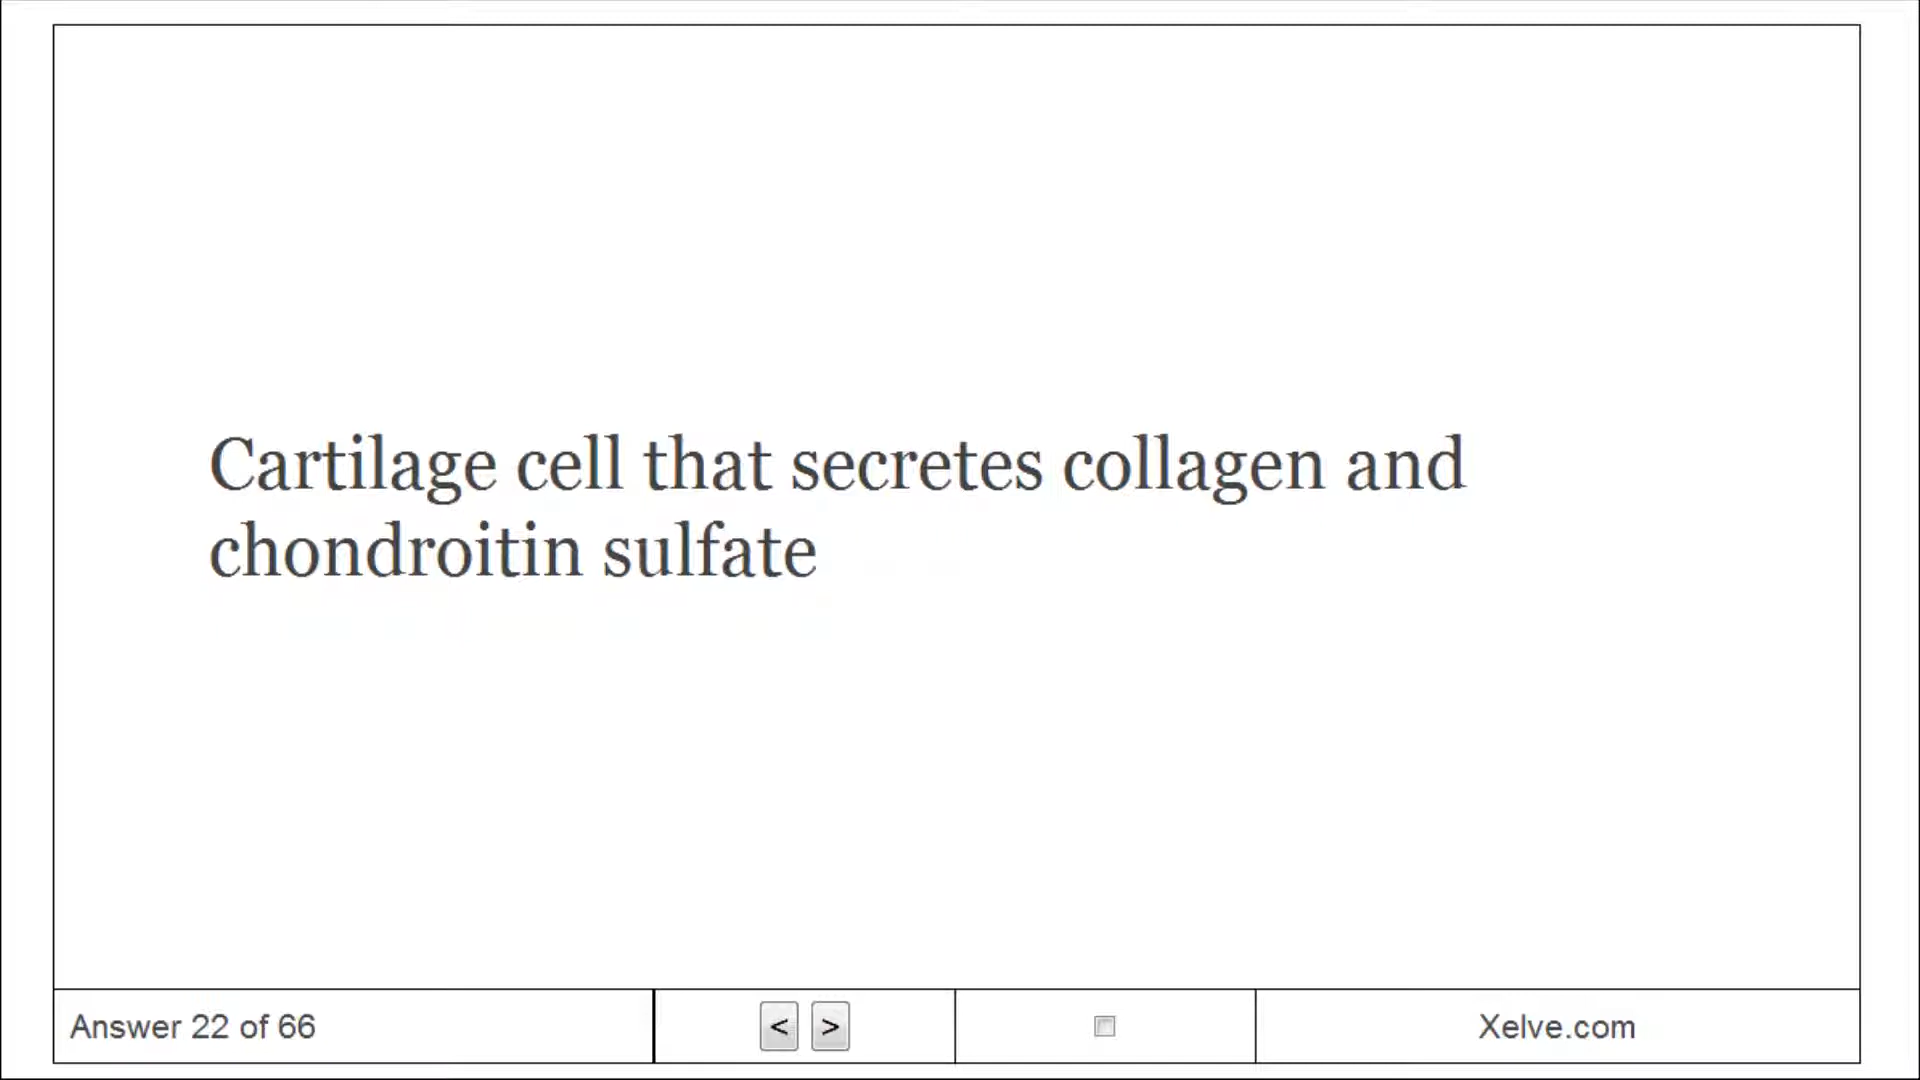 Cartilage cell that secretes collagen and
chondroitin sulfate
Answer 22 of 66
< >
Xelve.com